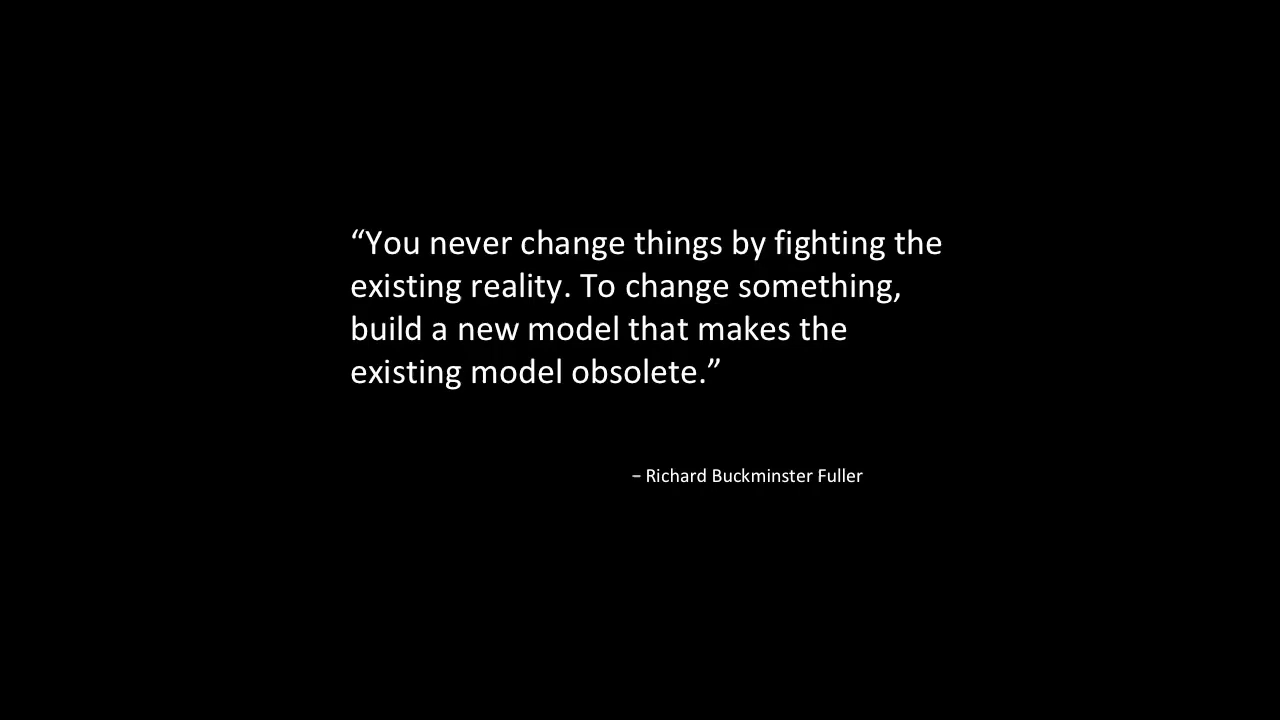 “You never change things by fighting the
existing reality. To change something,
build a new model that makes the
existing model obsolete.”
– Richard Buckminster Fuller